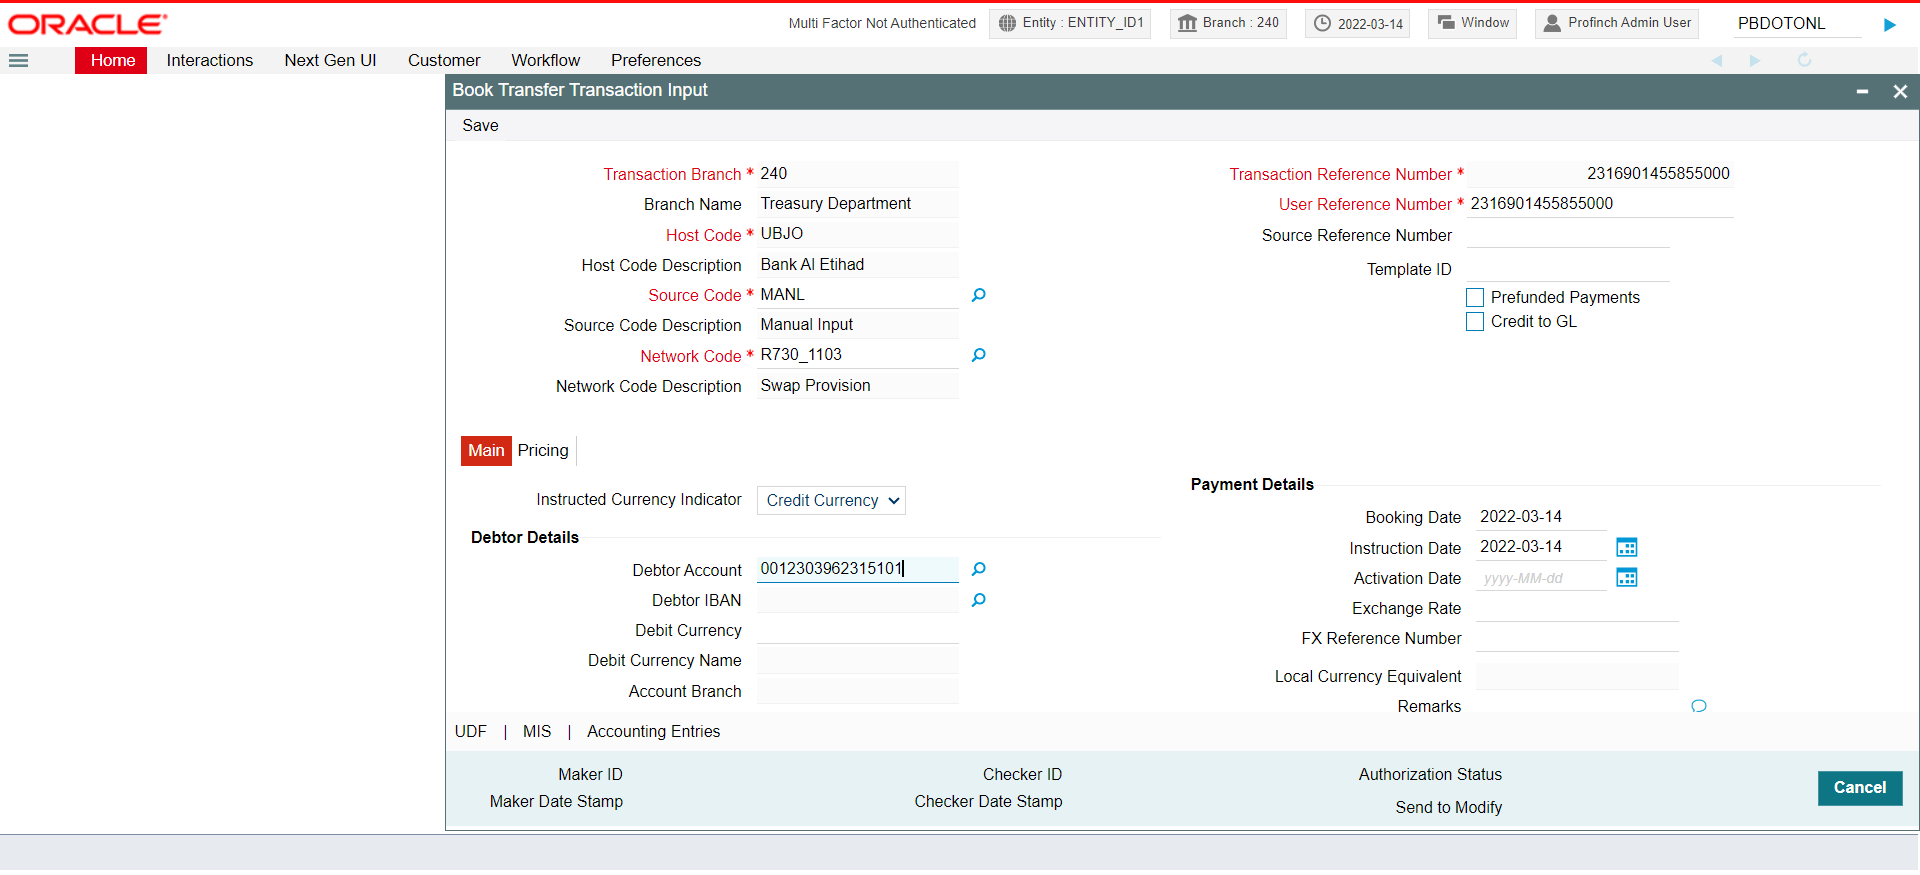 ORACLE
Multi Factor Not Authenticated
Entity : ENTITY_ID1
Branch : 240
2022-03-14
Window
Profinch Admin User
PBDOTONL
Home
Interactions
Next Gen UI
Customer
Workflow
Preferences
Book Transfer Transaction Input
Save
Transaction Branch * 240
Branch Name Treasury Department
Host Code * UBJO
Host Code Description Bank Al Etihad
Source Code * MANL
Source Code Description Manual Input
Network Code * R730_1103
Network Code Description Swap Provision
Transaction Reference Number * 2316901455855000
User Reference Number * 2316901455855000
Source Reference Number
Template ID
Prefunded Payments
Credit to GL
Main Pricing
Instructed Currency Indicator Credit Currency
Debtor Details
Debtor Account 0012303962315101
Debtor IBAN
Debit Currency
Debit Currency Name
Account Branch
Payment Details
Booking Date 2022-03-14
Instruction Date 2022-03-14
Activation Date yyyy-MM-dd
Exchange Rate
FX Reference Number
Local Currency Equivalent
Remarks
UDF | MIS | Accounting Entries
Maker ID
Maker Date Stamp
Checker ID
Checker Date Stamp
Authorization Status
Send to Modify
Cancel